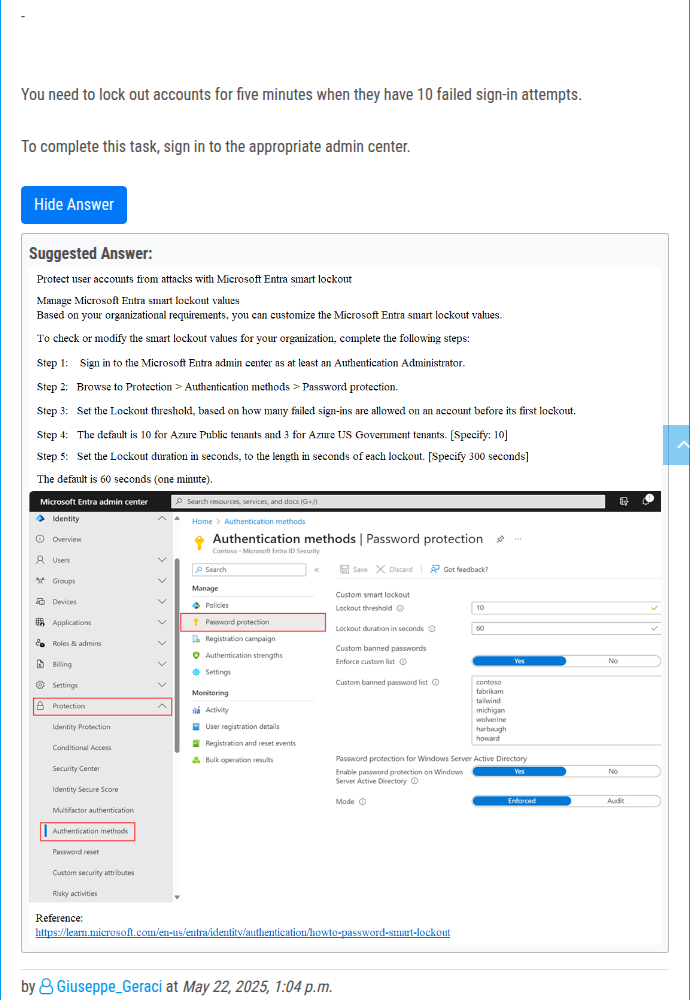 -
You need to lock out accounts for five minutes when they have 10 failed sign-in attempts.
To complete this task, sign in to the appropriate admin center.
Hide Answer
Suggested Answer:
Protect user accounts from attacks with Microsoft Entra smart lockout
Manage Microsoft Entra smart lockout values
Based on your organizational requirements, you can customize the Microsoft Entra smart lockout values.
To check or modify the smart lockout values for your organization, complete the following steps:
Step 1: Sign in to the Microsoft Entra admin center as at least an Authentication Administrator.
Step 2: Browse to Protection > Authentication methods > Password protection.
Step 3: Set the Lockout threshold, based on how many failed sign-ins are allowed on an account before its first lockout.
Step 4: The default is 10 for Azure Public tenants and 3 for Azure US Government tenants. [Specify: 10]
Step 5: Set the Lockout duration in seconds, to the length in seconds of each lockout. [Specify 300 seconds]
The default is 60 seconds (one minute).
Microsoft Entra admin center
Search resources, services, and docs (G+/)
1
Identity
Overview
Users
Groups
Devices
Applications
Roles & admins
Billing
Settings
Protection
Identity Protection
Conditional Access
Security Center
Identity Secure Score
Multifactor authentication
Authentication methods
Password reset
Custom security attributes
Risky activities
Home > Authentication methods
Authentication methods | Password protection ...
Contoso - Microsoft Entra ID Security
Search
«
Manage
Policies
Password protection
Registration campaign
Authentication strengths
Settings
Monitoring
Activity
User registration details
Registration and reset events
Bulk operation results
Save Discard Got feedback?
Custom smart lockout
Lockout threshold 10
Lockout duration in seconds 60
Custom banned passwords
Enforce custom list Yes No
Custom banned password list contoso
fabrikam
tailwind
michigan
wolverine
harbaugh
howard
Password protection for Windows Server Active Directory
Enable password protection on Windows Yes No
Server Active Directory
Mode Enforced Audit
Reference:
https://learn.microsoft.com/en-us/entra/identity/authentication/howto-password-smart-lockout
by Giuseppe_Geraci at May 22, 2025, 1:04 p.m.